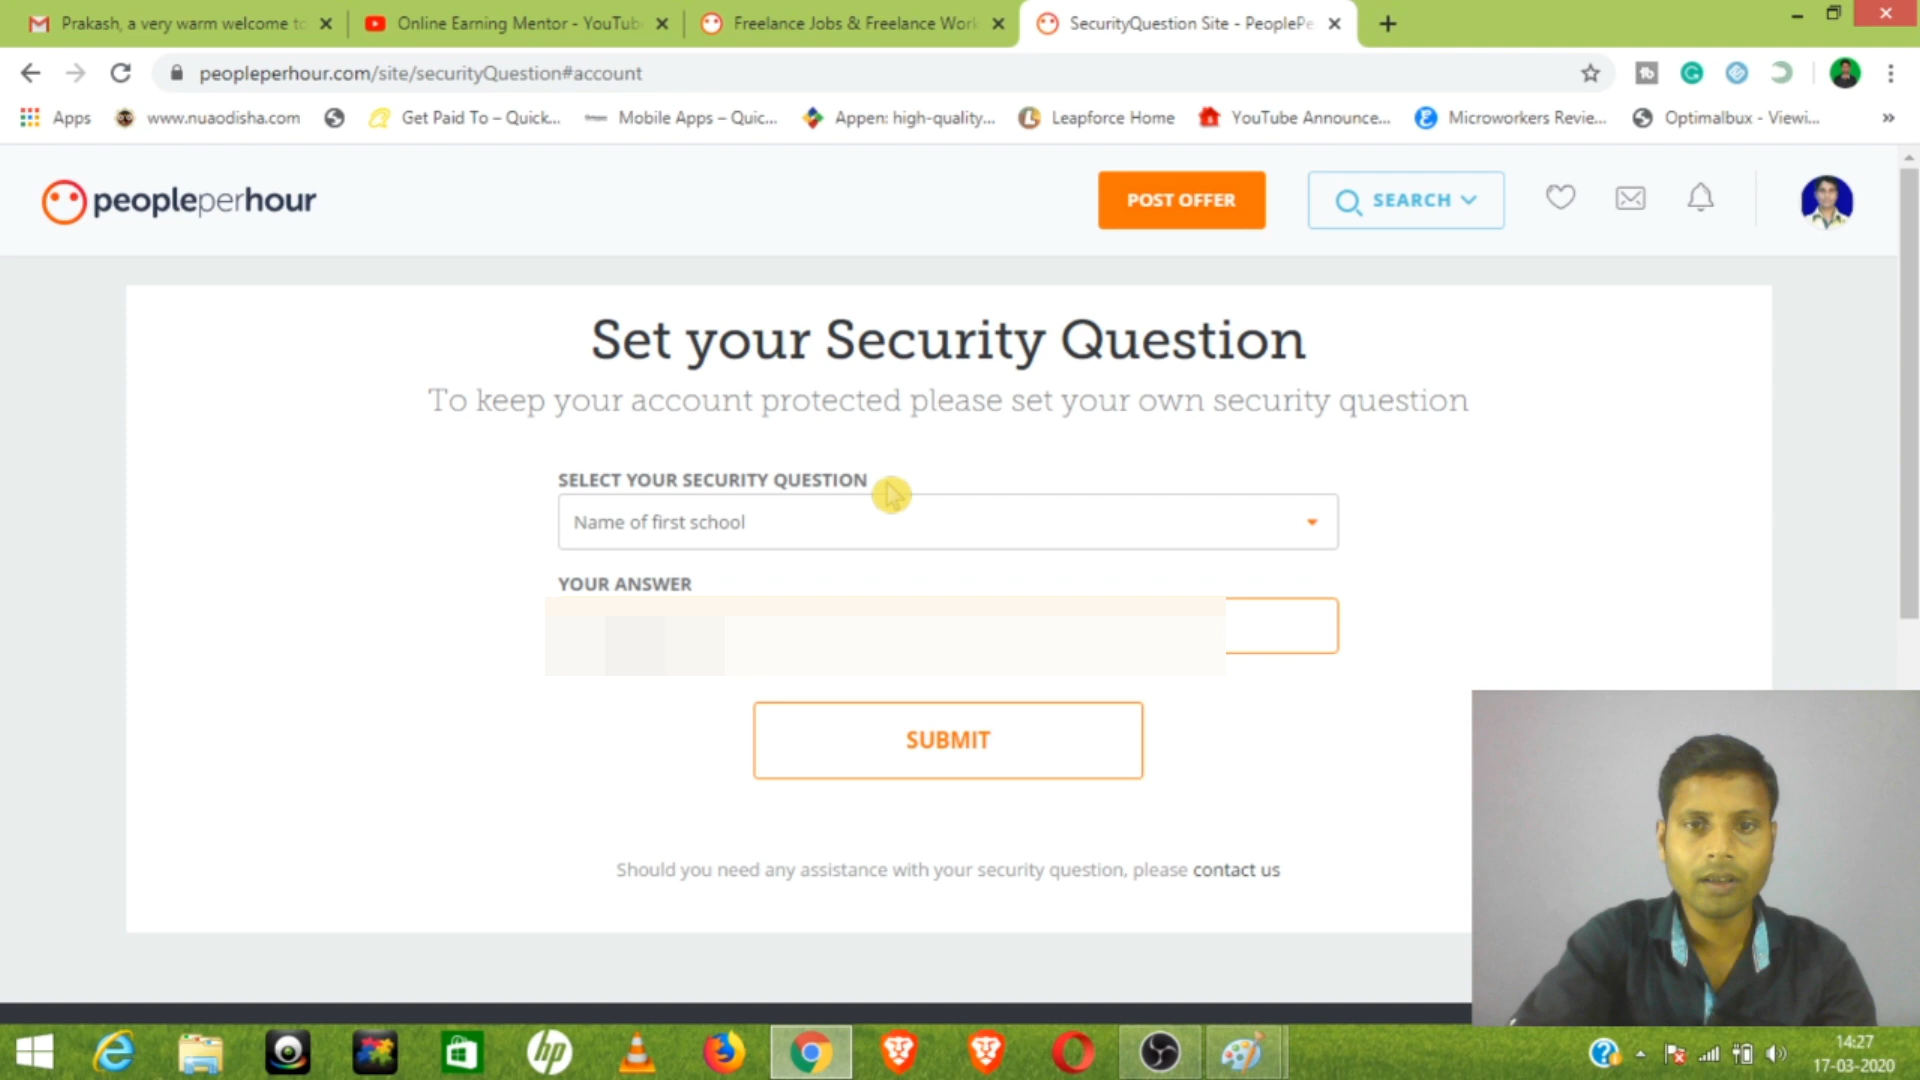 Prakash, a very warm welcome to
Online Earning Mentor - YouTub
Freelance Jobs & Freelance Work
SecurityQuestion Site - PeoplePe
peopleperhour.com/site/securityQuestion#account
Apps
www.nuaodisha.com
Get Paid To – Quick...
Mobile Apps – Quic...
Appen: high-quality...
Leapforce Home
YouTube Announce...
Microworkers Revie...
Optimalbux - Viewi...
»
peopleperhour
POST OFFER
SEARCH
Set your Security Question
To keep your account protected please set your own security question
SELECT YOUR SECURITY QUESTION
Name of first school
YOUR ANSWER
SUBMIT
Should you need any assistance with your security question, please contact us
14:27
17-03-2020